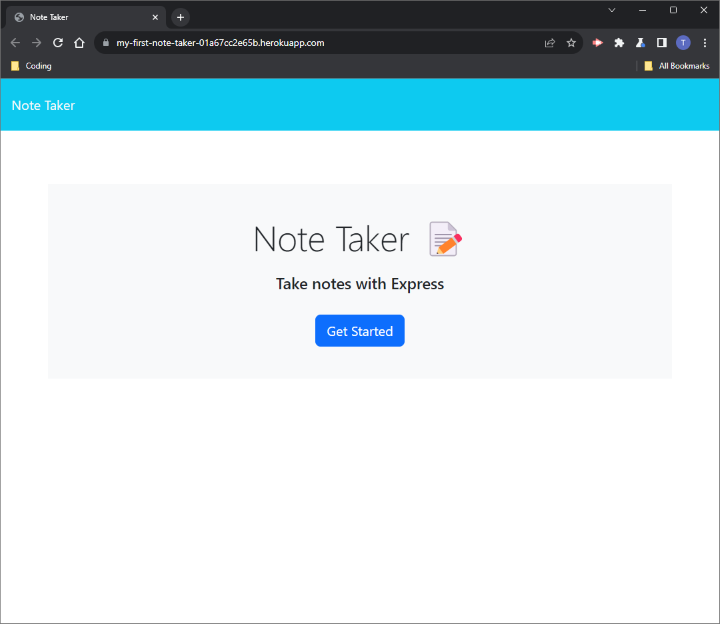 Note Taker
my-first-note-taker-01a67cc2e65b.herokuapp.com
T
Coding
All Bookmarks
Note Taker
Note Taker
Take notes with Express
Get Started